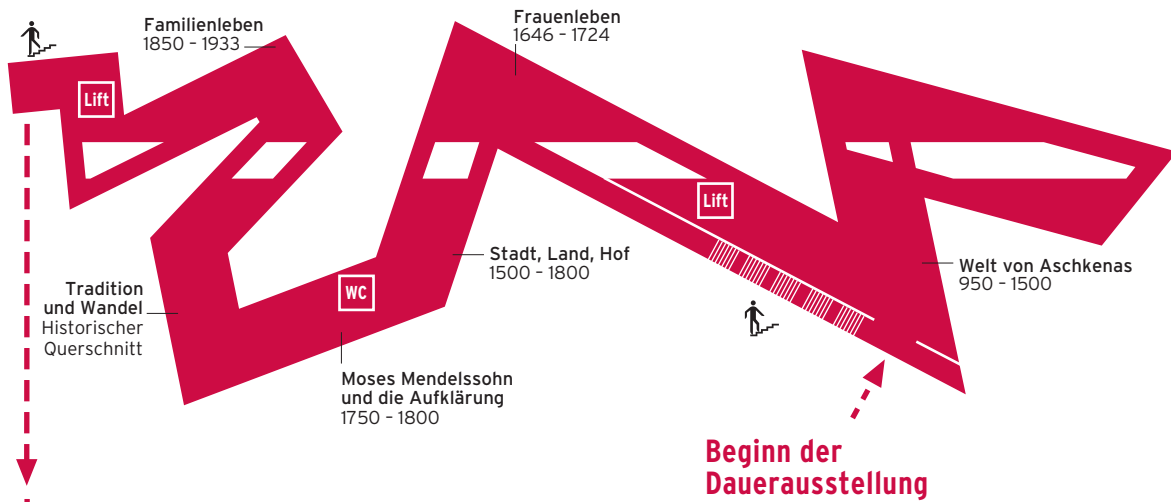 Familienleben
1850 – 1933
Frauenleben
1646 – 1724
Lift
Lift
Stadt, Land, Hof
1500 – 1800
Welt von Aschkenas
950 – 1500
Tradition
und Wandel
Historischer
Querschnitt
WC
Moses Mendelssohn
und die Aufklärung
1750 – 1800
Beginn der
Dauerausstellung